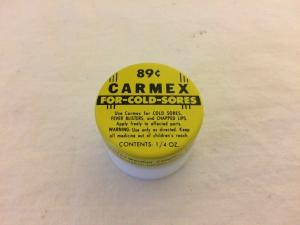 89¢
CARMEX
FOR-COLD-SORES
Use Carmex for COLD SORES,
FEVER BLISTERS, and CHAPPED LIPS.
Apply freely to affected parts.
WARNING: Use only as directed. Keep
all medicine out of children's reach.
CONTENTS: 1/4 OZ.